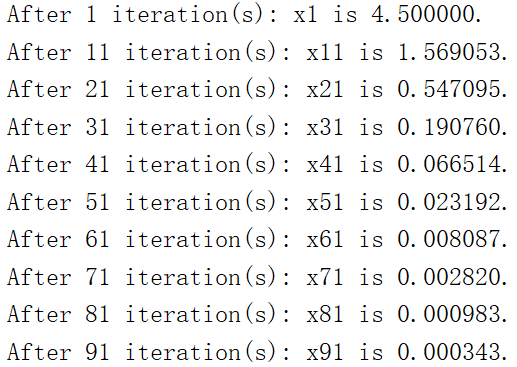 After 1 iteration(s): x1 is 4.500000.
After 11 iteration(s): x11 is 1.569053.
After 21 iteration(s): x21 is 0.547095.
After 31 iteration(s): x31 is 0.190760.
After 41 iteration(s): x41 is 0.066514.
After 51 iteration(s): x51 is 0.023192.
After 61 iteration(s): x61 is 0.008087.
After 71 iteration(s): x71 is 0.002820.
After 81 iteration(s): x81 is 0.000983.
After 91 iteration(s): x91 is 0.000343.